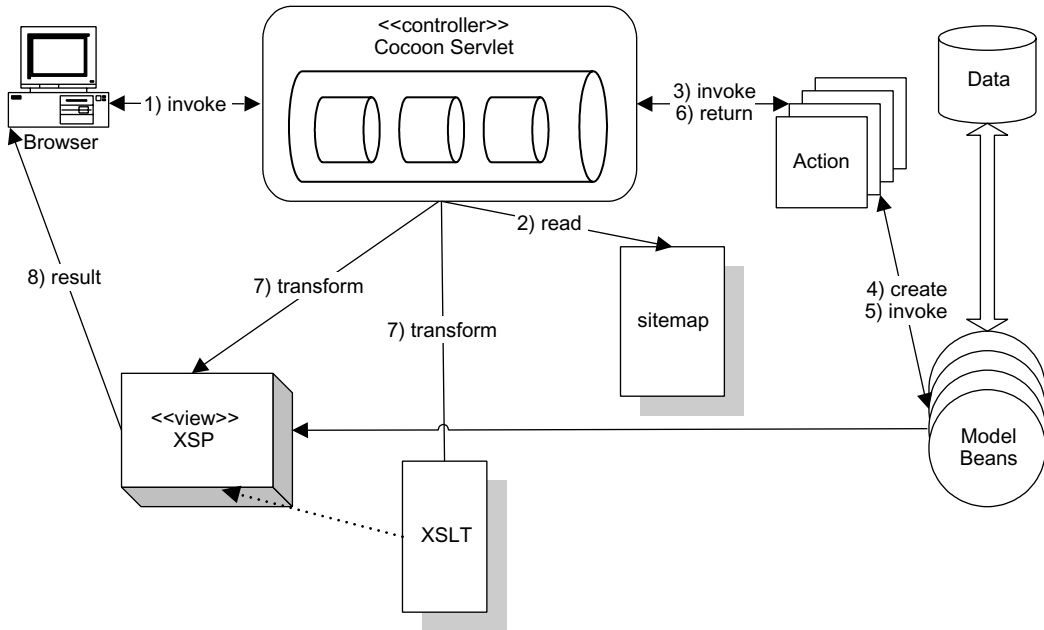 <<controller>>
Cocoon Servlet
Data
1) invoke
3) invoke
6) return
Browser
Action
2) read
8) result
7) transform
4) create
5) invoke
sitemap
7) transform
<<view>>
XSP
Model
Beans
XSLT